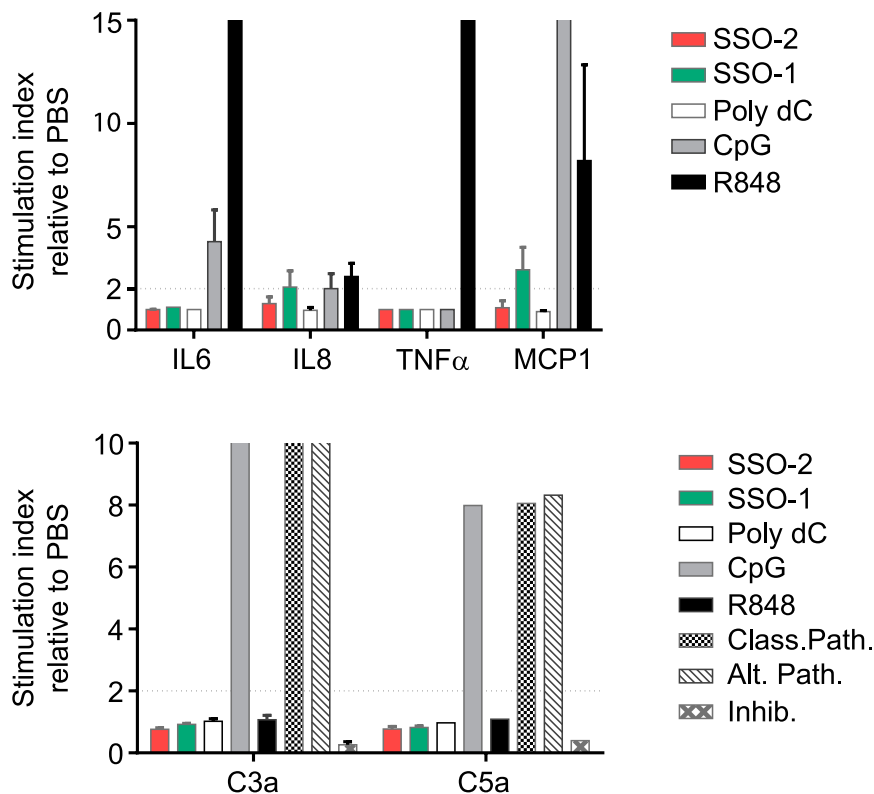 Stimulation index
relative to PBS
15
10
5
2
0
IL6 IL8 TNFα MCP1
SSO-2
SSO-1
Poly dC
CpG
R848
Stimulation index
relative to PBS
10
8
6
4
2
0
C3a C5a
SSO-2
SSO-1
Poly dC
CpG
R848
Class.Path.
Alt. Path.
Inhib.